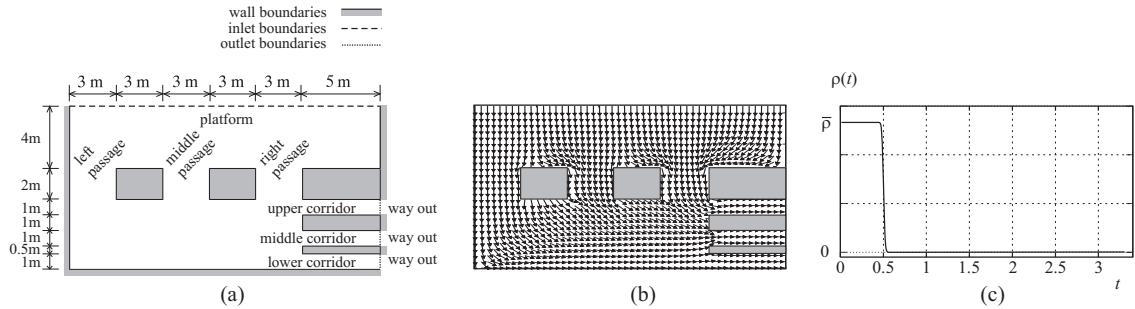 wall boundaries
inlet boundaries
outlet boundaries
3 m 3 m 3 m 3 m 3 m 5 m
4m
2m
1m
1m
1m
0.5m
1m
platform
left passage
middle passage
right passage
upper corridor way out
middle corridor way out
lower corridor way out
(a)
(b)
ρ(t)
ρ̅
0
0 0.5 1 1.5 2 2.5 3
t
(c)